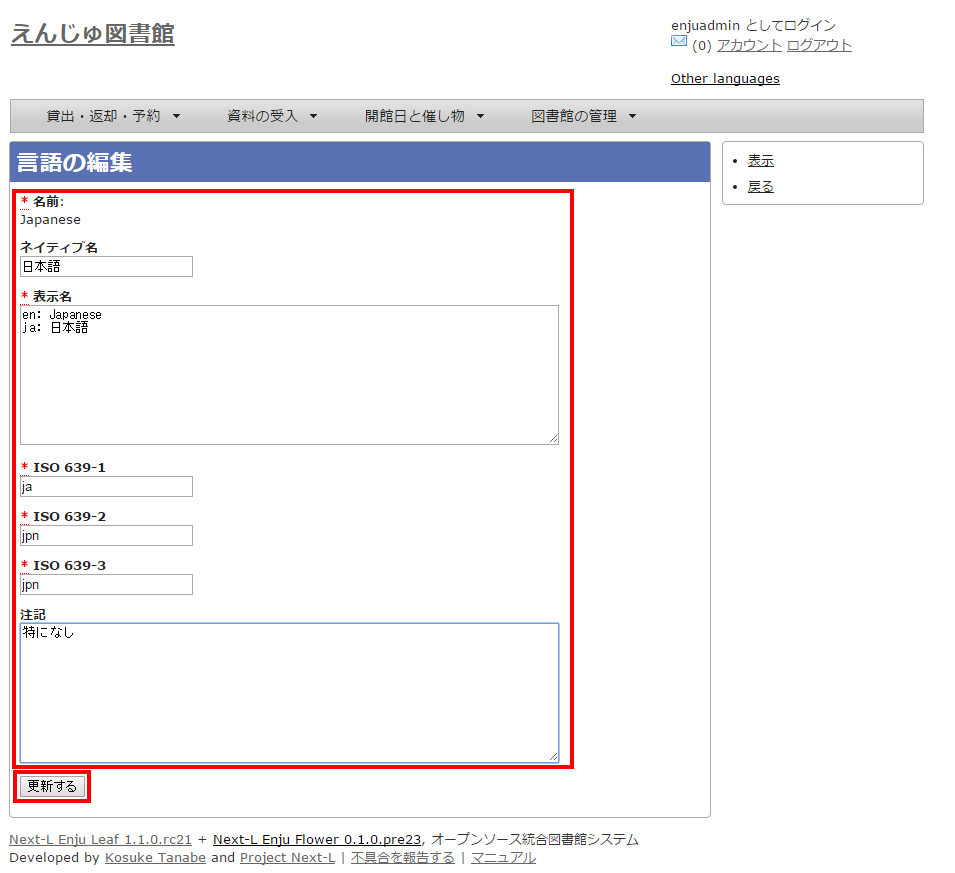 えんじゅ図書館
enjuadmin としてログイン
(0) アカウント ログアウト
Other languages
貸出・返却・予約 ▼ 資料の受入 ▼ 開館日と催し物 ▼ 図書館の管理 ▼
言語の編集
• 表示
• 戻る
* 名前:
Japanese
ネイティブ名
日本語
* 表示名
en: Japanese
ja: 日本語
* ISO 639-1
ja
* ISO 639-2
jpn
* ISO 639-3
jpn
注記
特になし
更新する
Next-L Enju Leaf 1.1.0.rc21 + Next-L Enju Flower 0.1.0.pre23, オープンソース統合図書館システム
Developed by Kosuke Tanabe and Project Next-L | 不具合を報告する | マニュアル